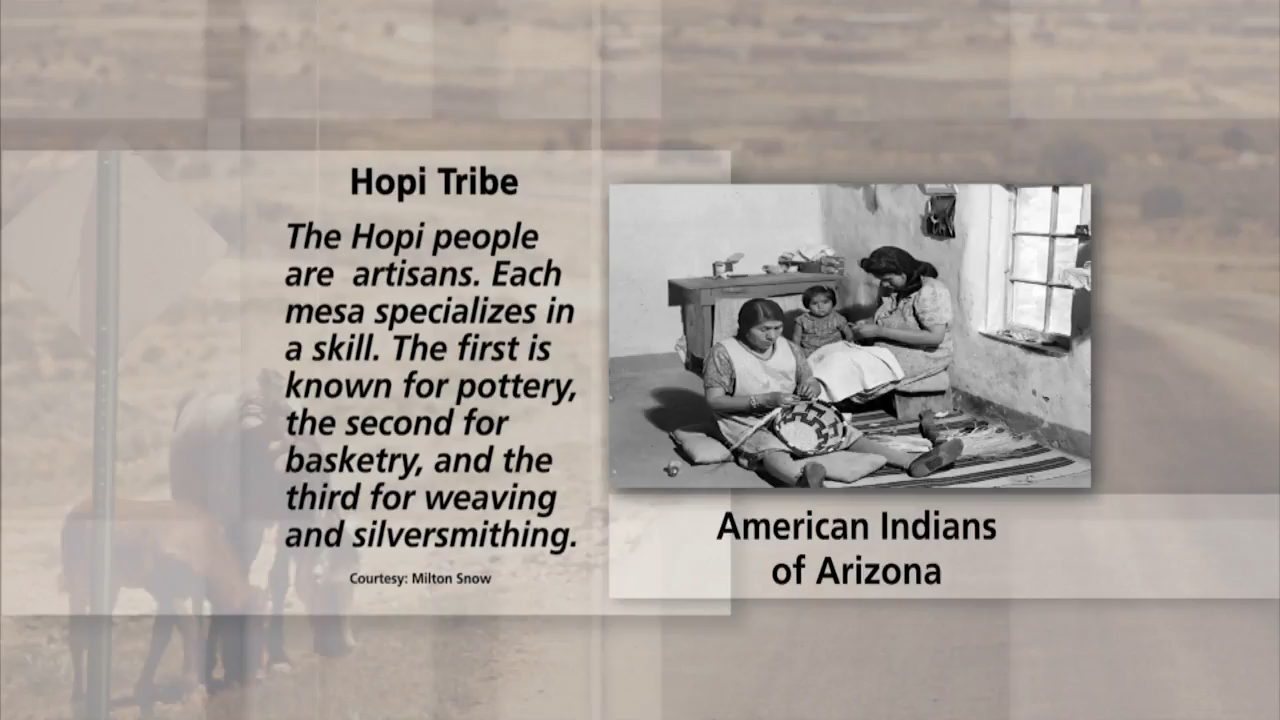 Hopi Tribe
The Hopi people
are  artisans. Each
mesa specializes in
a skill. The first is
known for pottery,
the second for
basketry, and the
third for weaving
and silversmithing.
Courtesy: Milton Snow
American Indians
of Arizona